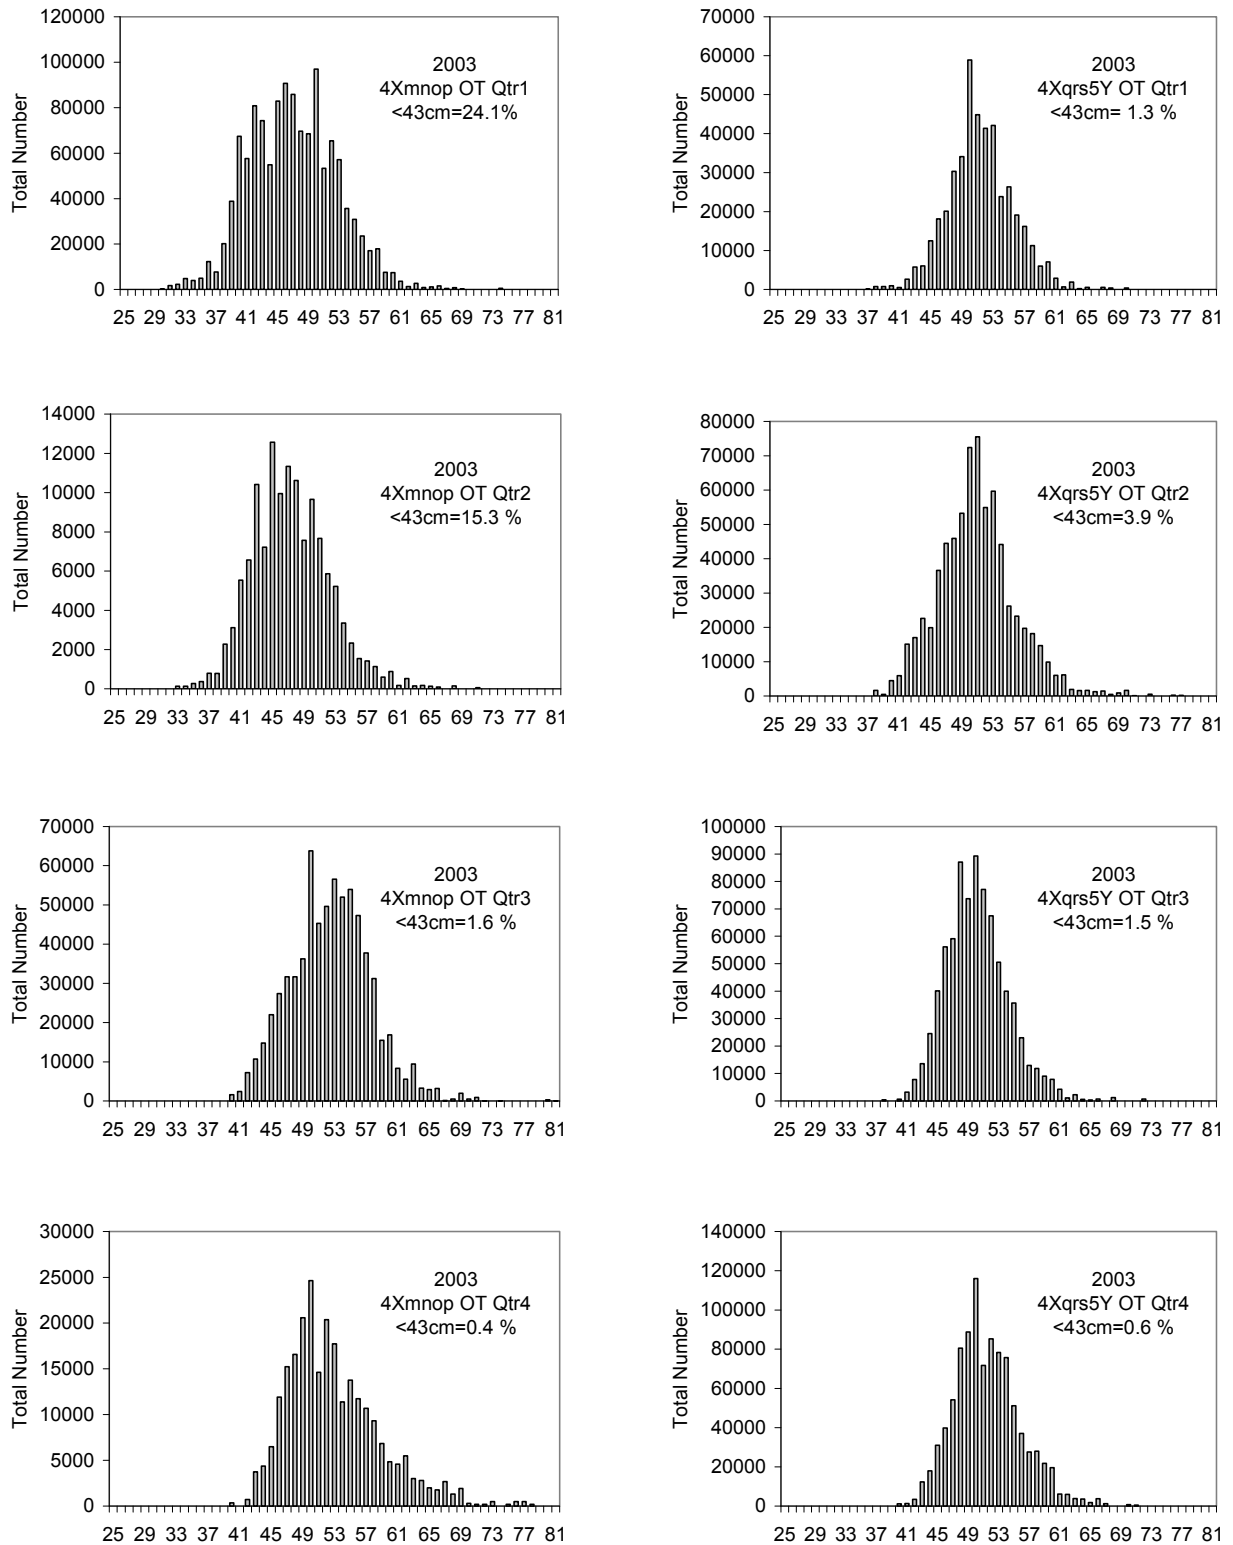 120000
100000
80000
60000
40000
20000
0
Total Number
2003
4Xmnop OT Qtr1
<43cm=24.1%
25 29 33 37 41 45 49 53 57 61 65 69 73 77 81
70000
60000
50000
40000
30000
20000
10000
0
Total Number
2003
4Xqrs5Y OT Qtr1
<43cm= 1.3 %
25 29 33 37 41 45 49 53 57 61 65 69 73 77 81
14000
12000
10000
8000
6000
4000
2000
0
Total Number
2003
4Xmnop OT Qtr2
<43cm=15.3 %
25 29 33 37 41 45 49 53 57 61 65 69 73 77 81
80000
70000
60000
50000
40000
30000
20000
10000
0
Total Number
2003
4Xqrs5Y OT Qtr2
<43cm=3.9 %
25 29 33 37 41 45 49 53 57 61 65 69 73 77 81
70000
60000
50000
40000
30000
20000
10000
0
Total Number
2003
4Xmnop OT Qtr3
<43cm=1.6 %
25 29 33 37 41 45 49 53 57 61 65 69 73 77 81
100000
90000
80000
70000
60000
50000
40000
30000
20000
10000
0
Total Number
2003
4Xqrs5Y OT Qtr3
<43cm=1.5 %
25 29 33 37 41 45 49 53 57 61 65 69 73 77 81
30000
25000
20000
15000
10000
5000
0
Total Number
2003
4Xmnop OT Qtr4
<43cm=0.4 %
25 29 33 37 41 45 49 53 57 61 65 69 73 77 81
140000
120000
100000
80000
60000
40000
20000
0
Total Number
2003
4Xqrs5Y OT Qtr4
<43cm=0.6 %
25 29 33 37 41 45 49 53 57 61 65 69 73 77 81